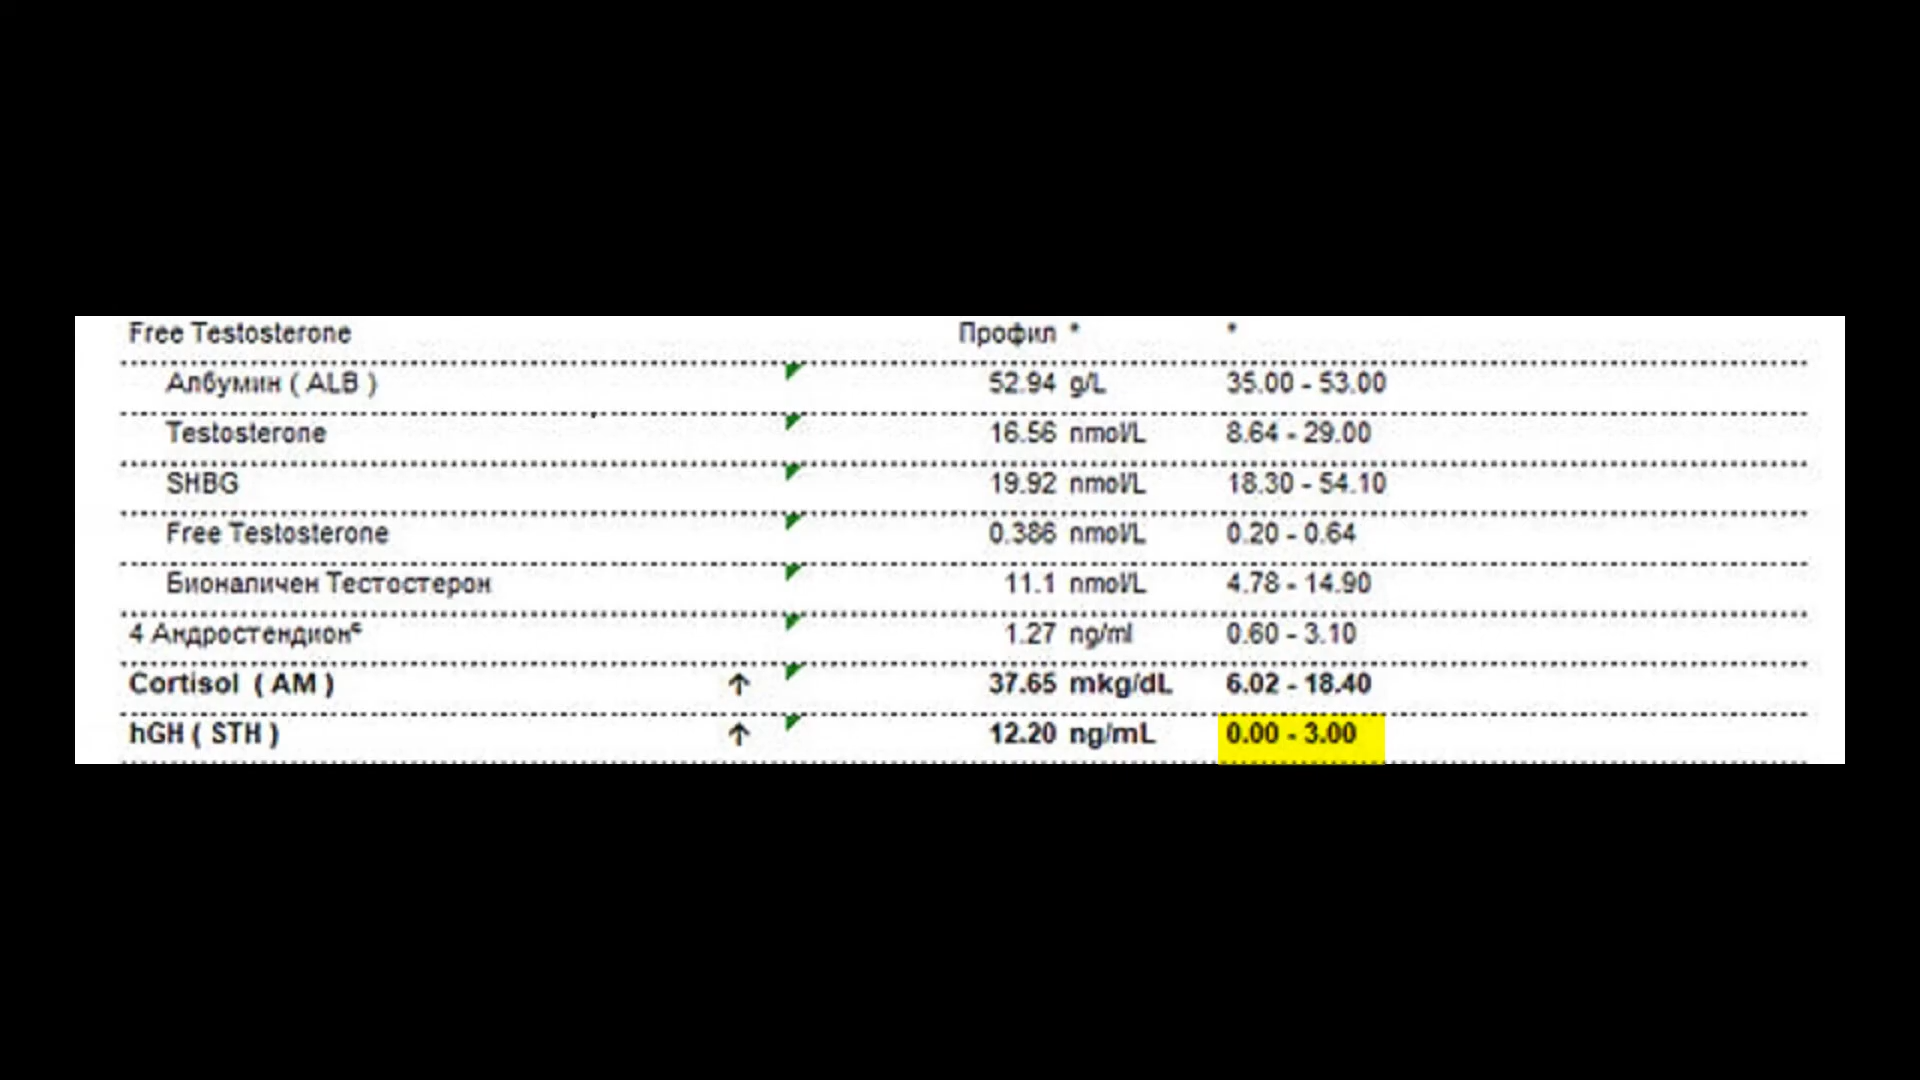 Free Testosterone Профил * *
Албумин ( ALB ) 52.94 g/L 35.00 - 53.00
Testosterone 16.56 nmol/L 8.64 - 29.00
SHBG 19.92 nmol/L 18.30 - 54.10
Free Testosterone 0.386 nmol/L 0.20 - 0.64
Бионаличен Тестостерон 11.1 nmol/L 4.78 - 14.90
4 Андростендион 1.27 ng/ml 0.60 - 3.10
Cortisol ( AM ) ↑ 37.65 mkg/dL 6.02 - 18.40
hGH ( STH ) ↑ 12.20 ng/mL 0.00 - 3.00